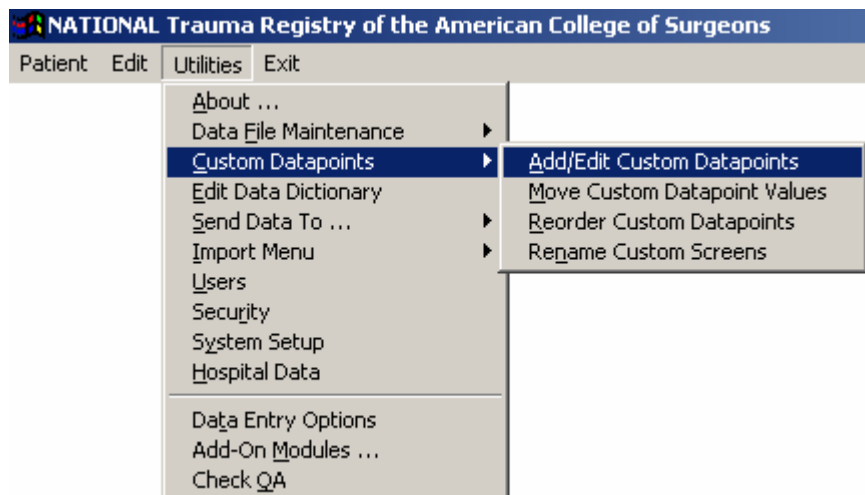 NATIONAL Trauma Registry of the American College of Surgeons
Patient Edit Utilities Exit
About ...
Data File Maintenance
Custom Datapoints
Edit Data Dictionary
Send Data To ...
Import Menu
Users
Security
System Setup
Hospital Data
Data Entry Options
Add-On Modules ...
Check QA
Add/Edit Custom Datapoints
Move Custom Datapoint Values
Reorder Custom Datapoints
Rename Custom Screens